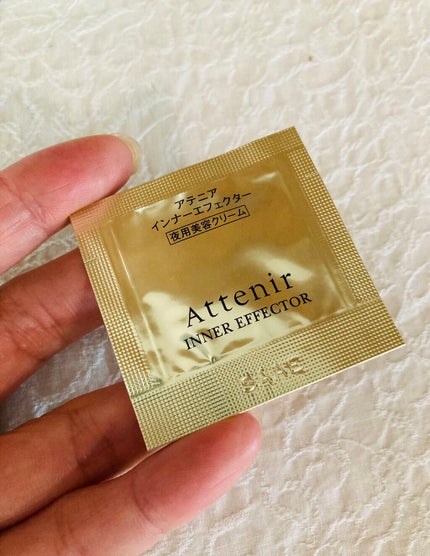 アテニア
インナーエフェクター
夜用美容クリーム
Attenir
INNER EFFECTOR